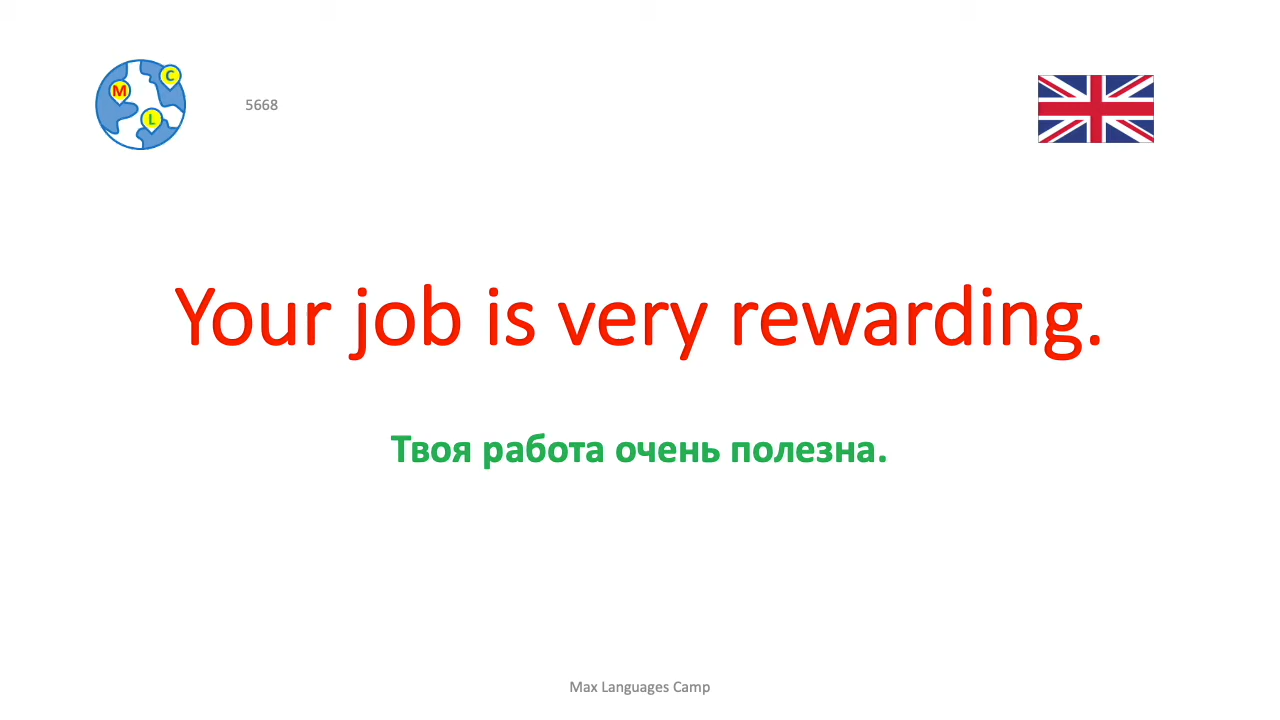 M
C
L
5668
Your job is very rewarding.
Твоя работа очень полезна.
Max Languages Camp